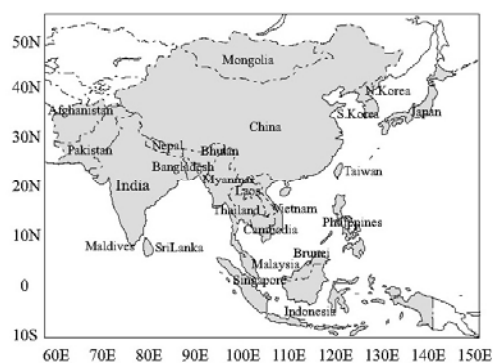 50N
Mongolia
40N
N.Korea
Afghanistan
S.Korea
Japan
China
30N
Nepal
Bhutan
Pakistan
Bangladesh
Taiwan
Myanmar
20N
India
Laos
Thailand
Vietnam
Philippines
Cambodia
10N
Maldives
SriLanka
Brunei
Malaysia
0
Singapore
Indonesia
10S
60E 70E 80E 90E 100E 110E 120E 130E 140E 150E